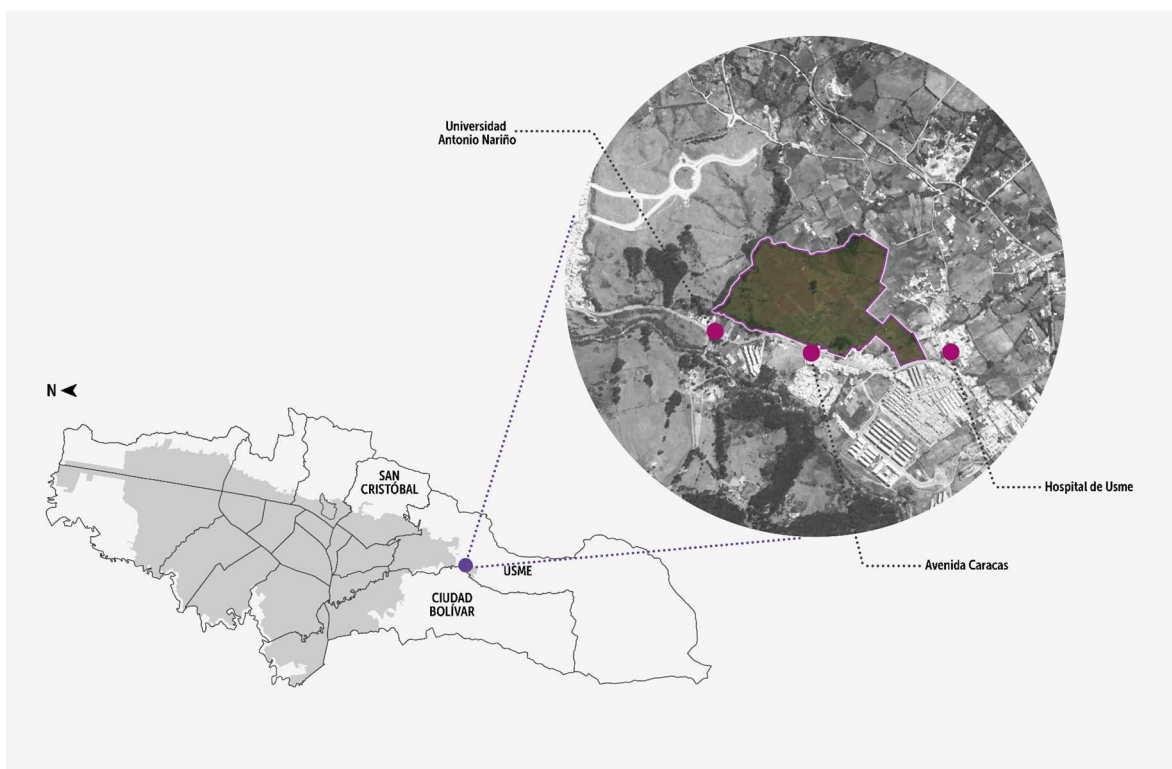 Universidad
Antonio Nariño
N
SAN
CRISTÓBAL
Hospital de Usme
Avenida Caracas
USME
CIUDAD
BOLÍVAR